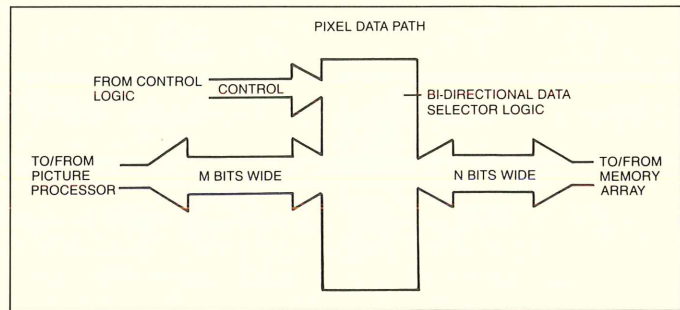 PIXEL DATA PATH
FROM CONTROL
LOGIC
CONTROL
BI-DIRECTIONAL DATA
SELECTOR LOGIC
TO/FROM
PICTURE
PROCESSOR
M BITS WIDE
N BITS WIDE
TO/FROM
MEMORY
ARRAY